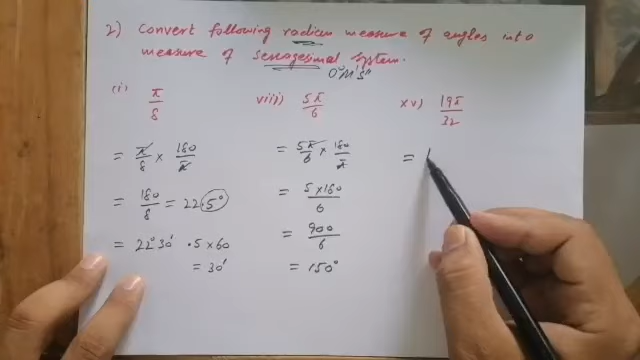 2) Convert following radian measure of angles into
measure of sexagesimal system.
D°M'S"
(i) π/8
= π/8 × 180/π
= 180/8 = 22.5°
= 22°30' .5×60
= 30'
viii) 5π/6
= 5π/6 × 180/π
= 5×180/6
= 900/6
= 150°
xv) 19π/32
=